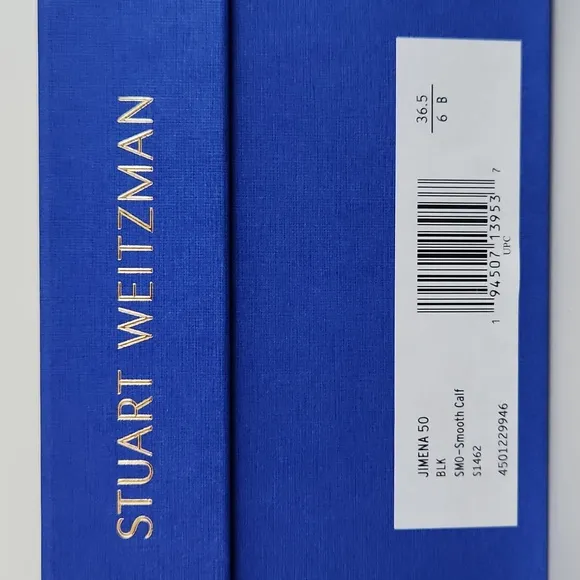 STUART WEITZMAN
JIMENA 50
BLK
SMO-Smooth Calf
S1462
4501229946
1 94507 13953 7
UPC
36.5
6 B